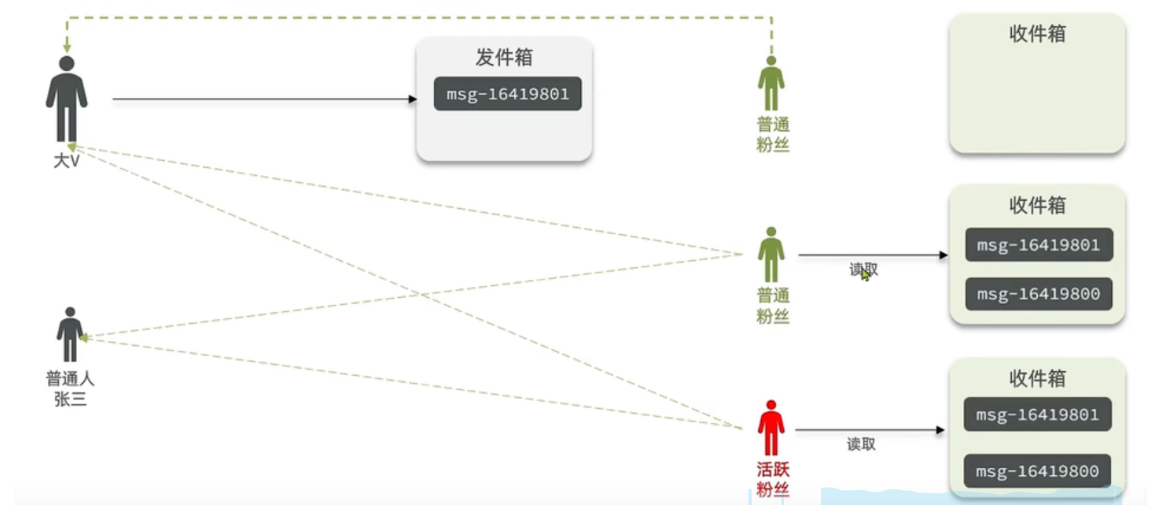 发件箱
msg-16419801
收件箱
大V
普通
粉丝
收件箱
msg-16419801
msg-16419800
读取
普通
粉丝
普通人
张三
收件箱
msg-16419801
msg-16419800
读取
活跃
粉丝